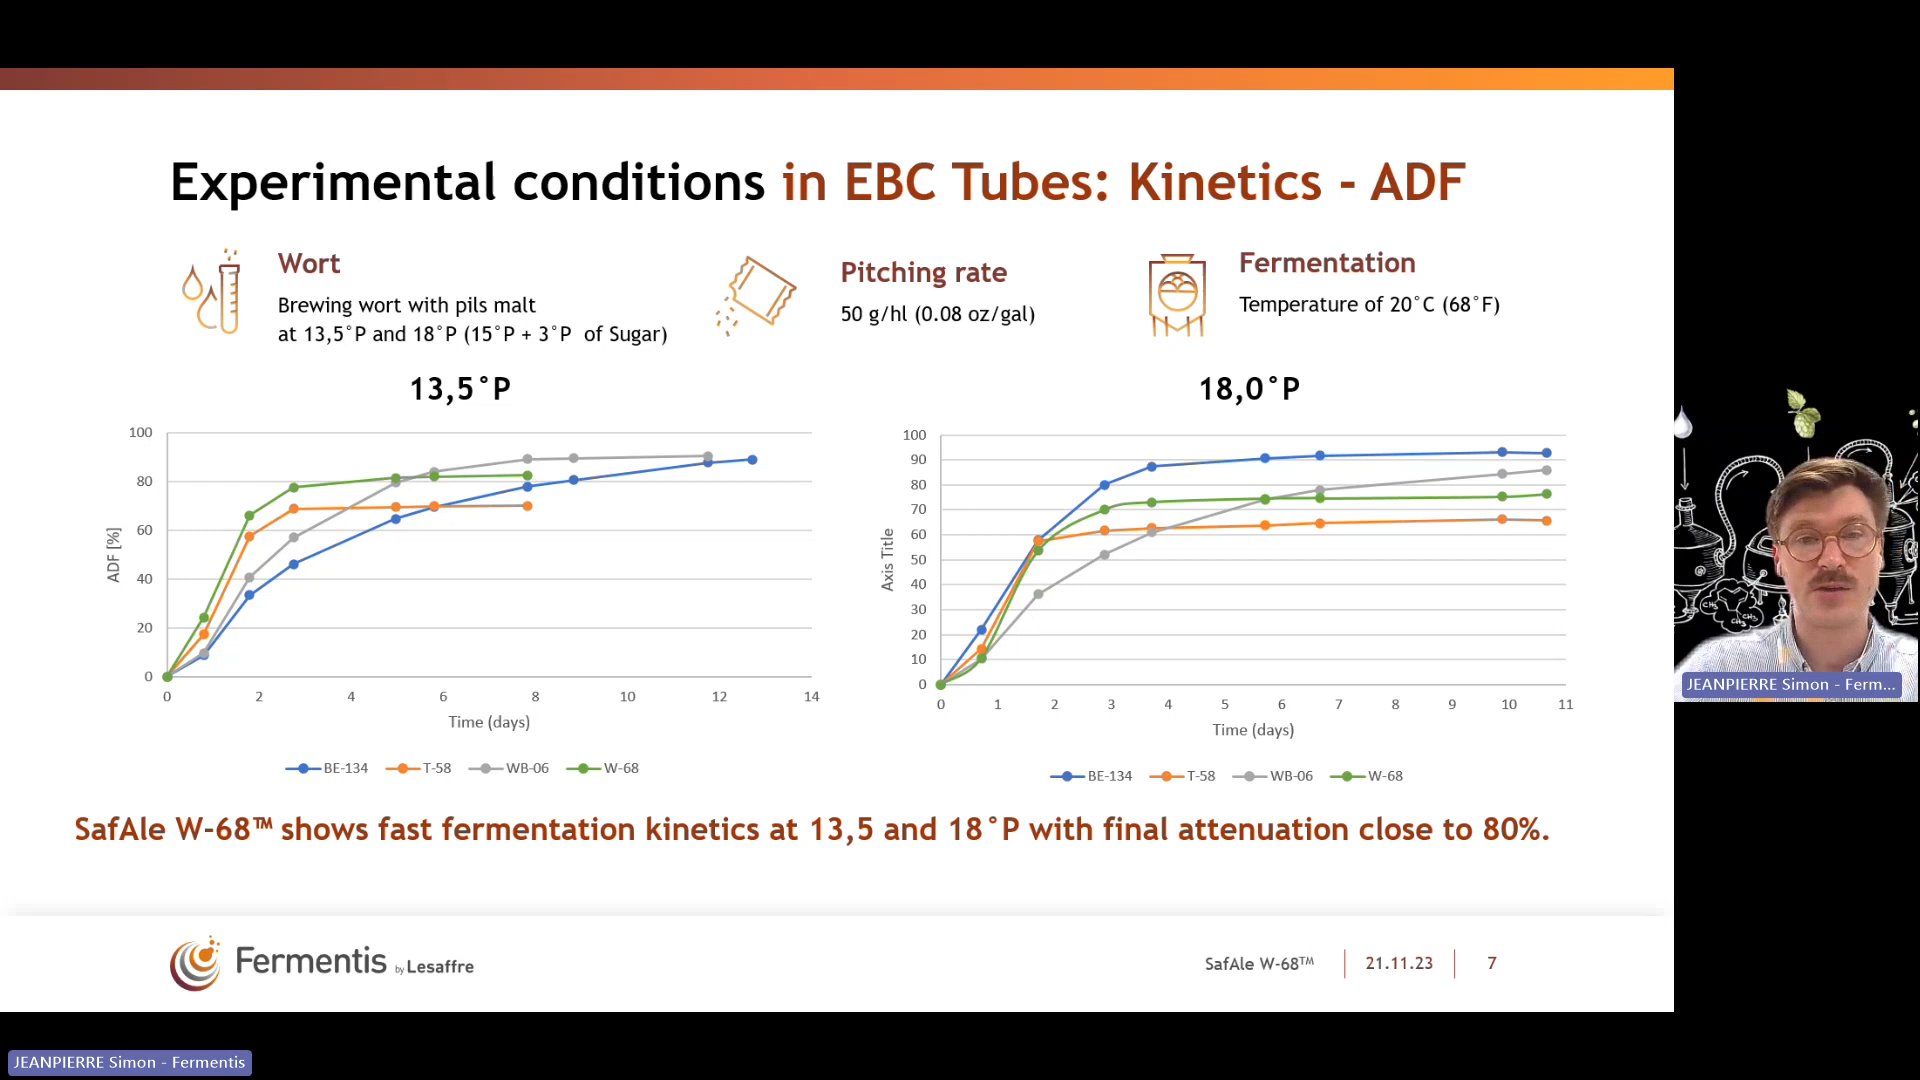 Experimental conditions in EBC Tubes: Kinetics - ADF
Wort
Brewing wort with pils malt
at 13,5°P and 18°P (15°P + 3°P of Sugar)
Pitching rate
50 g/hl (0.08 oz/gal)
Fermentation
Temperature of 20°C (68°F)
13,5°P
100
80
60
40
20
0
ADF [%]
0 2 4 6 8 10 12 14
Time (days)
BE-134 T-58 WB-06 W-68
18,0°P
100
90
80
70
60
50
40
30
20
10
0
Axis Title
0 1 2 3 4 5 6 7 8 9 10 11
Time (days)
BE-134 T-58 WB-06 W-68
SafAle W-68™ shows fast fermentation kinetics at 13,5 and 18°P with final attenuation close to 80%.
Fermentis by Lesaffre
SafAle W-68™ 21.11.23 7
CH₃
CH₃
CH₃
JEANPIERRE Simon - Ferm...
JEANPIERRE Simon - Fermentis